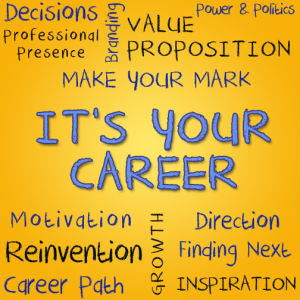 Decisions
Branding
Power & Politics
Professional
Presence
VALUE
PROPOSITION
MAKE YOUR MARK
IT'S YOUR
CAREER
Motivation
GROWTH
Direction
Reinvention
Finding Next
Career Path
INSPIRATION